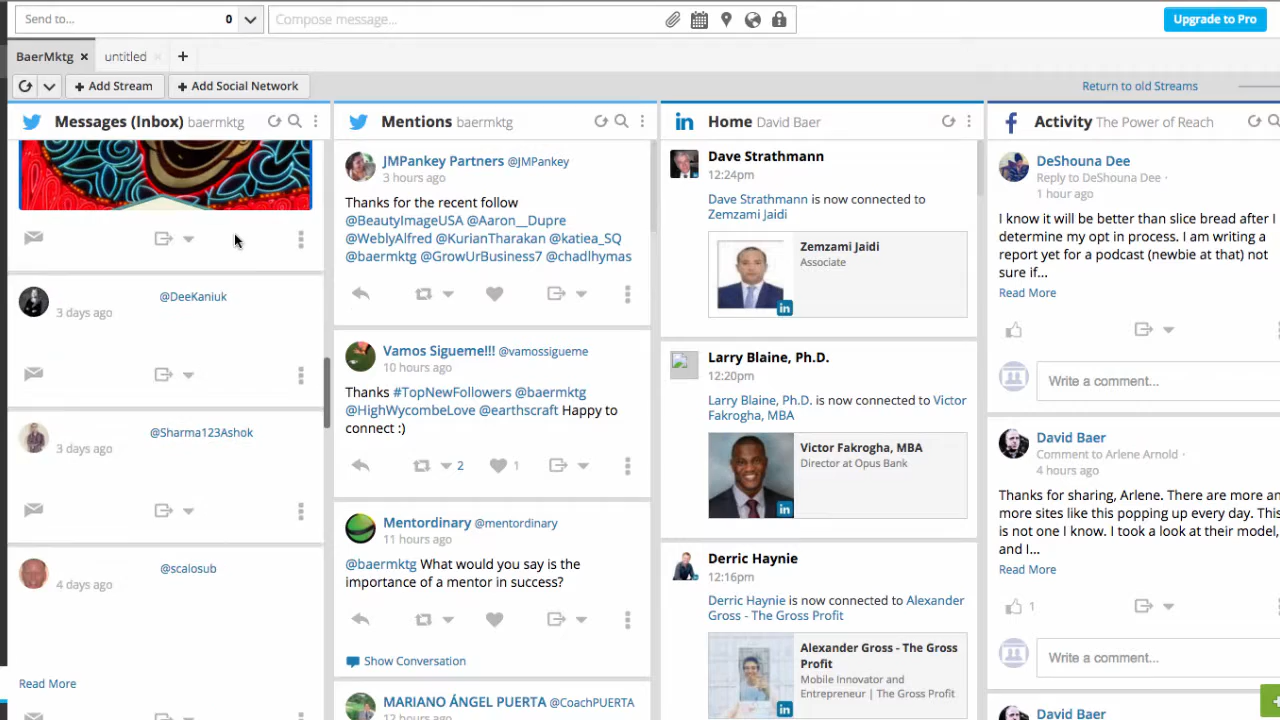 Send to...
0
Compose message...
Upgrade to Pro
BaerMktg ×
untitled ×
+
+ Add Stream
+ Add Social Network
Return to old Streams
Messages (Inbox) baermktg
@DeeKaniuk
3 days ago
@Sharma123Ashok
3 days ago
@scalosub
4 days ago
Read More
Mentions baermktg
JMPankey Partners @JMPankey
3 hours ago
Thanks for the recent follow
@BeautyImageUSA @Aaron__Dupre
@WeblyAlfred @KurianTharakan @katiea_SQ
@baermktg @GrowUrBusiness7 @chadlhymas
Vamos Sigueme!!! @vamossigueme
10 hours ago
Thanks #TopNewFollowers @baermktg
@HighWycombeLove @earthscraft Happy to
connect :)
2
1
Mentordinary @mentordinary
11 hours ago
@baermktg What would you say is the
importance of a mentor in success?
Show Conversation
MARIANO ÁNGEL PUERTA @CoachPUERTA
12 hours ago
in Home David Baer
Dave Strathmann
12:24pm
Dave Strathmann is now connected to
Zemzami Jaidi
Zemzami Jaidi
Associate
in
Larry Blaine, Ph.D.
12:20pm
Larry Blaine, Ph.D. is now connected to Victor
Fakrogha, MBA
Victor Fakrogha, MBA
Director at Opus Bank
in
Derric Haynie
12:16pm
Derric Haynie is now connected to Alexander
Gross - The Gross Profit
Alexander Gross - The Gross
Profit
Mobile Innovator and
Entrepreneur | The Gross Profit
in
f Activity The Power of Reach
DeShouna Dee
Reply to DeShouna Dee ·
1 hour ago
I know it will be better than slice bread after I
determine my opt in process. I am writing a
report yet for a podcast (newbie at that) not
sure if...
Read More
Write a comment...
David Baer
Comment to Arlene Arnold ·
4 hours ago
Thanks for sharing, Arlene. There are more an
more sites like this popping up every day. This
is not one I know. I took a look at their model,
and I...
Read More
1
Write a comment...
David Baer